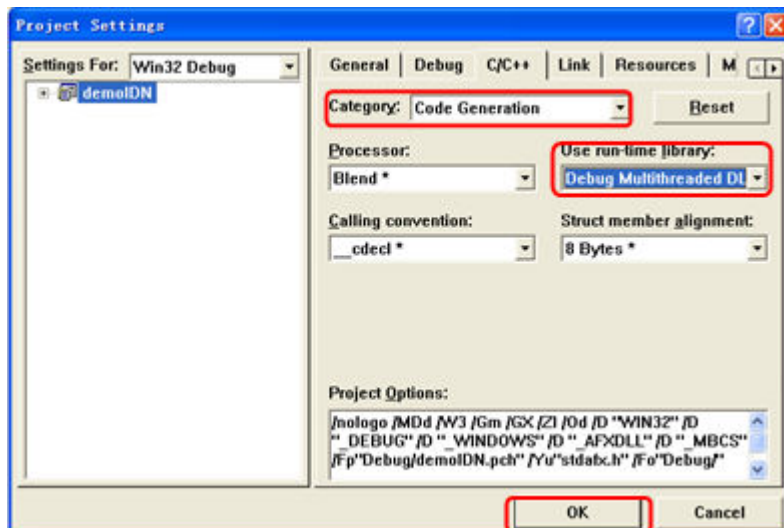 Project Settings
Settings For: Win32 Debug
demoIDN
General Debug C/C++ Link Resources M
Category: Code Generation Reset
Processor: Use run-time library:
Blend * Debug Multithreaded DL
Calling convention: Struct member alignment:
__cdecl * 8 Bytes *
Project Options:
/nologo /MDd /W3 /Gm /GX /ZI /Od /D "WIN32" /D
"_DEBUG" /D "_WINDOWS" /D "_AFXDLL" /D "_MBCS"
/Fp"Debug/demoIDN.pch" /Yu"stdafx.h" /Fo"Debug/"
OK Cancel